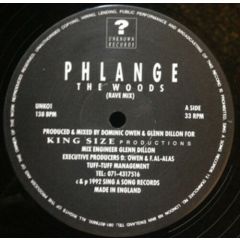 ?
UNKNOWN
RECORDS
PHLANGE
THE WOODS
(RAVE MIX)
UNK01
128 BPM
A SIDE
33 RPM
PRODUCED & MIXED BY DOMINIC OWEN & GLENN DILLON FOR
KING SIZE PRODUCTIONS
MIX ENGINEER GLENN DILLON
EXECUTIVE PRODUCERS D. OWEN & F. AL-ALAS
TUFF-TUFF MANAGEMENT
TEL: 071-4317516
c & p 1992 SING A SONG RECORDS
MADE IN ENGLAND